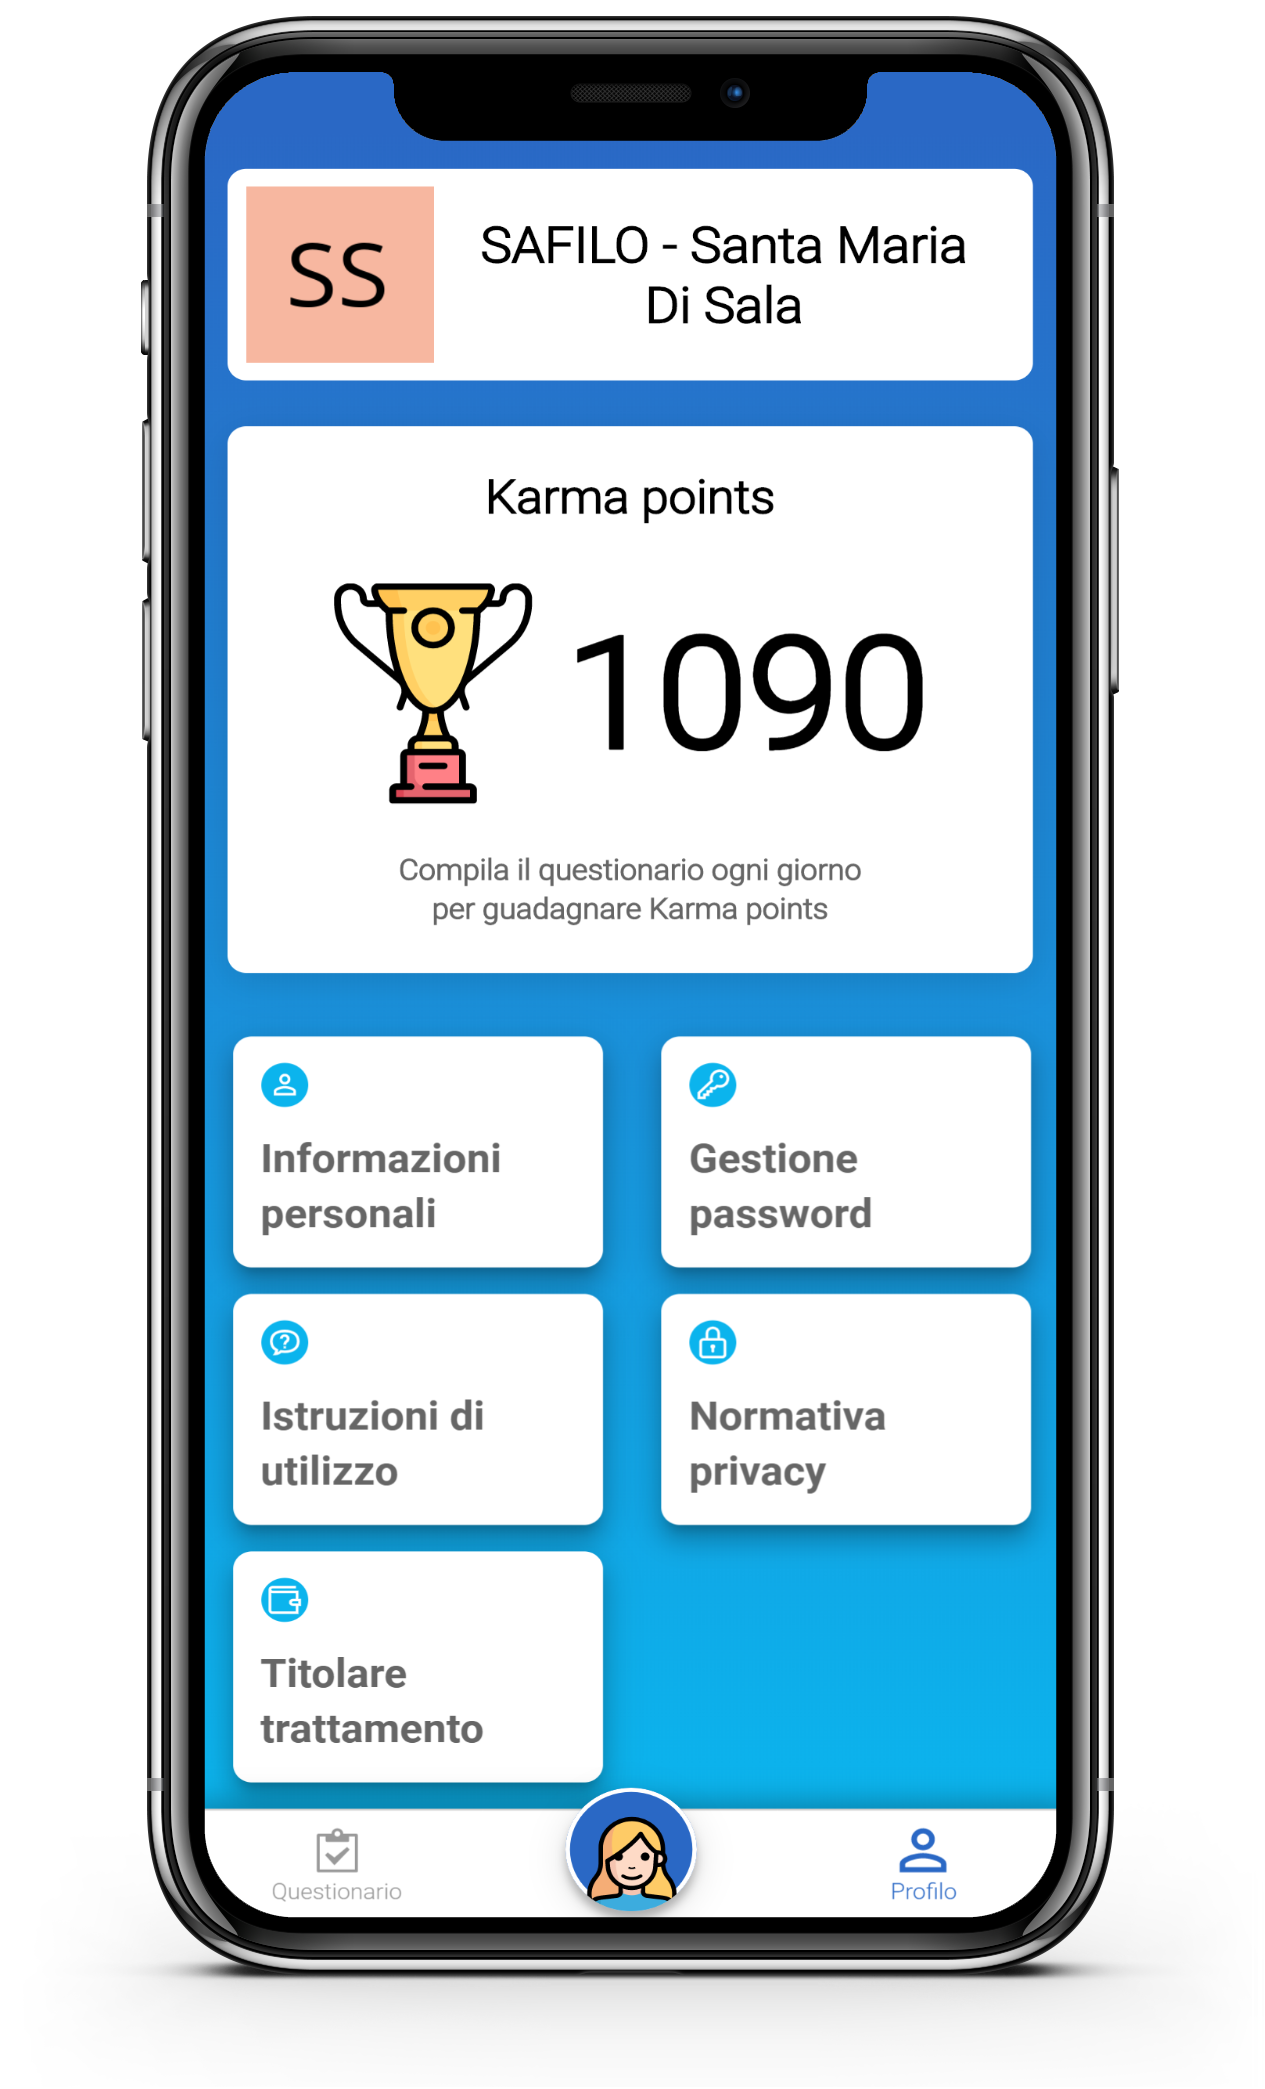 SS
SAFILO - Santa Maria
Di Sala
Karma points
1090
Compila il questionario ogni giorno
per guadagnare Karma points
Informazioni
personali
Gestione
password
Istruzioni di
utilizzo
Normativa
privacy
Titolare
trattamento
Questionario
Profilo